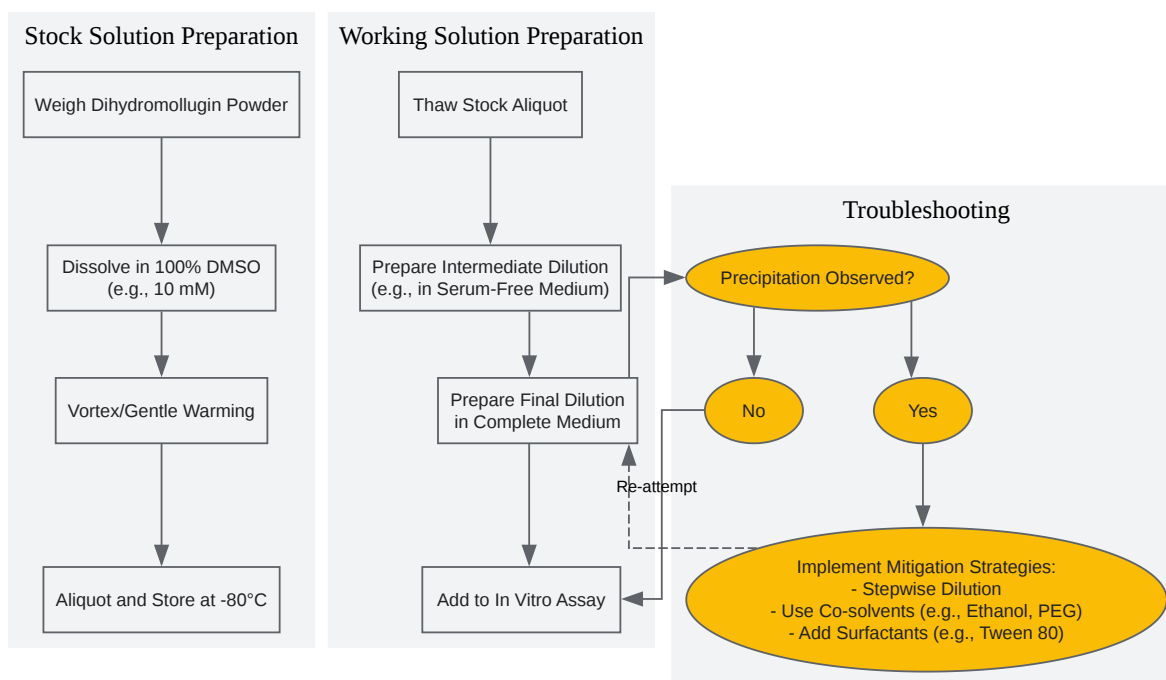 Stock Solution Preparation
Weigh Dihydromollugin Powder
Dissolve in 100% DMSO
(e.g., 10 mM)
Vortex/Gentle Warming
Aliquot and Store at -80°C
Working Solution Preparation
Thaw Stock Aliquot
Prepare Intermediate Dilution
(e.g., in Serum-Free Medium)
Prepare Final Dilution
in Complete Medium
Re-attempt
Add to In Vitro Assay
Troubleshooting
Precipitation Observed?
No
Yes
Implement Mitigation Strategies:
- Stepwise Dilution
- Use Co-solvents (e.g., Ethanol, PEG)
- Add Surfactants (e.g., Tween 80)